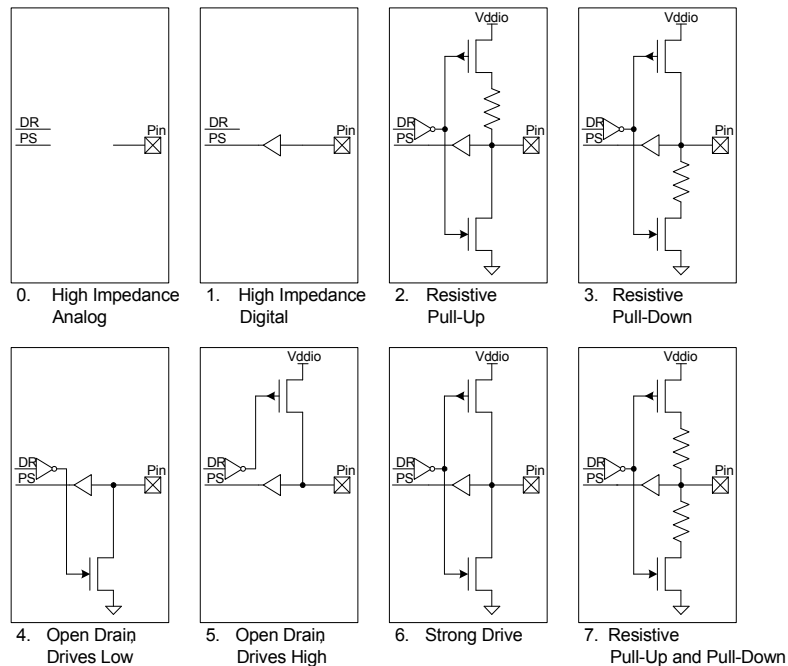 Vddio
Vddio
DR
PS
Pin
DR
PS
Pin
DR
PS
Pin
DR
PS
Pin
0. High Impedance
Analog
1. High Impedance
Digital
2. Resistive
Pull-Up
3. Resistive
Pull-Down
Vddio
Vddio
Vddio
DR
PS
Pin
DR
PS
Pin
DR
PS
Pin
DR
PS
Pin
4. Open Drain,
Drives Low
5. Open Drain,
Drives High
6. Strong Drive
7. Resistive
Pull-Up and Pull-Down